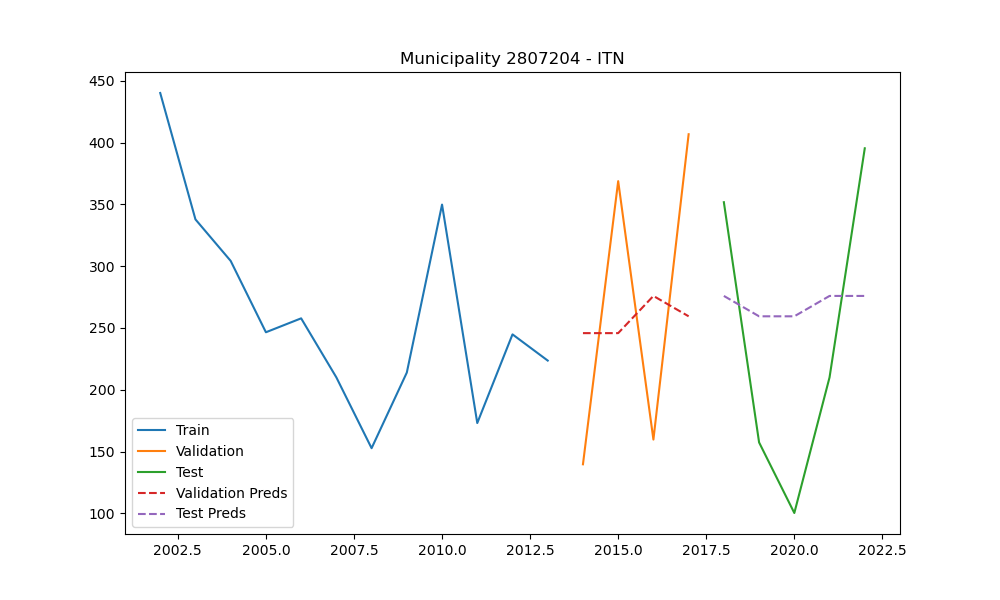 Municipality 2807204 - ITN
450
400
350
300
250
200
150
100
Train
Validation
Test
Validation Preds
Test Preds
2002.5 2005.0 2007.5 2010.0 2012.5 2015.0 2017.5 2020.0 2022.5